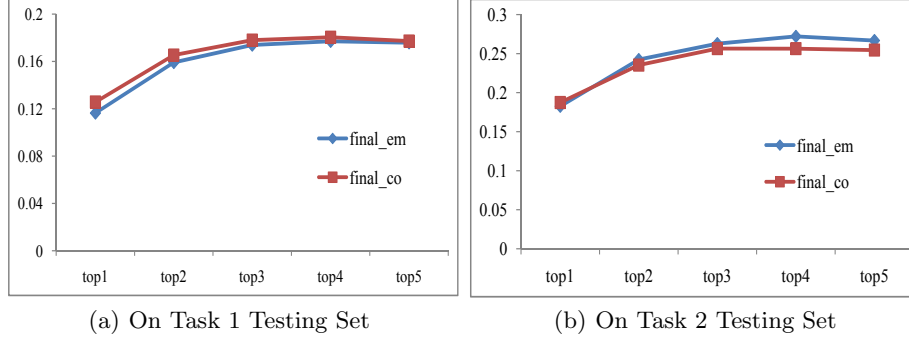 0.2
0.16
0.12
0.08
0.04
0
top1 top2 top3 top4 top5
final_em
final_co
(a) On Task 1 Testing Set
0.3
0.25
0.2
0.15
0.1
0.05
0
top1 top2 top3 top4 top5
final_em
final_co
(b) On Task 2 Testing Set